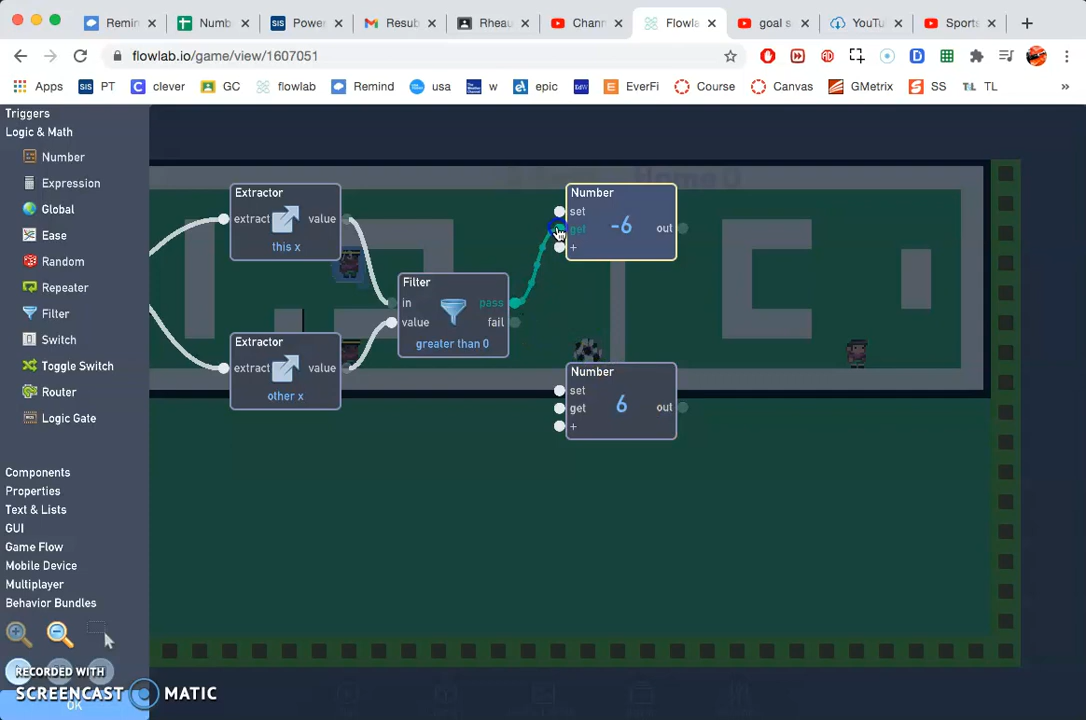 Remin
Numb
Power
Resub
Rheau
Chann
Flowla
goal s
YouTu
Sports
flowlab.io/game/view/1607051
Apps PT clever GC flowlab Remind usa w epic EverFi Course Canvas GMetrix SS TL
Triggers
Logic & Math
Number
Expression
Global
Ease
Random
Repeater
Filter
Switch
Toggle Switch
Router
Logic Gate
Components
Properties
Text & Lists
GUI
Game Flow
Mobile Device
Multiplayer
Behavior Bundles
OK
Extractor
extract value
this x
Extractor
extract value
other x
Filter
in pass
value fail
greater than 0
Number
set
get -6 out
+
Number
set
get 6 out
+
RECORDED WITH
SCREENCAST MATIC